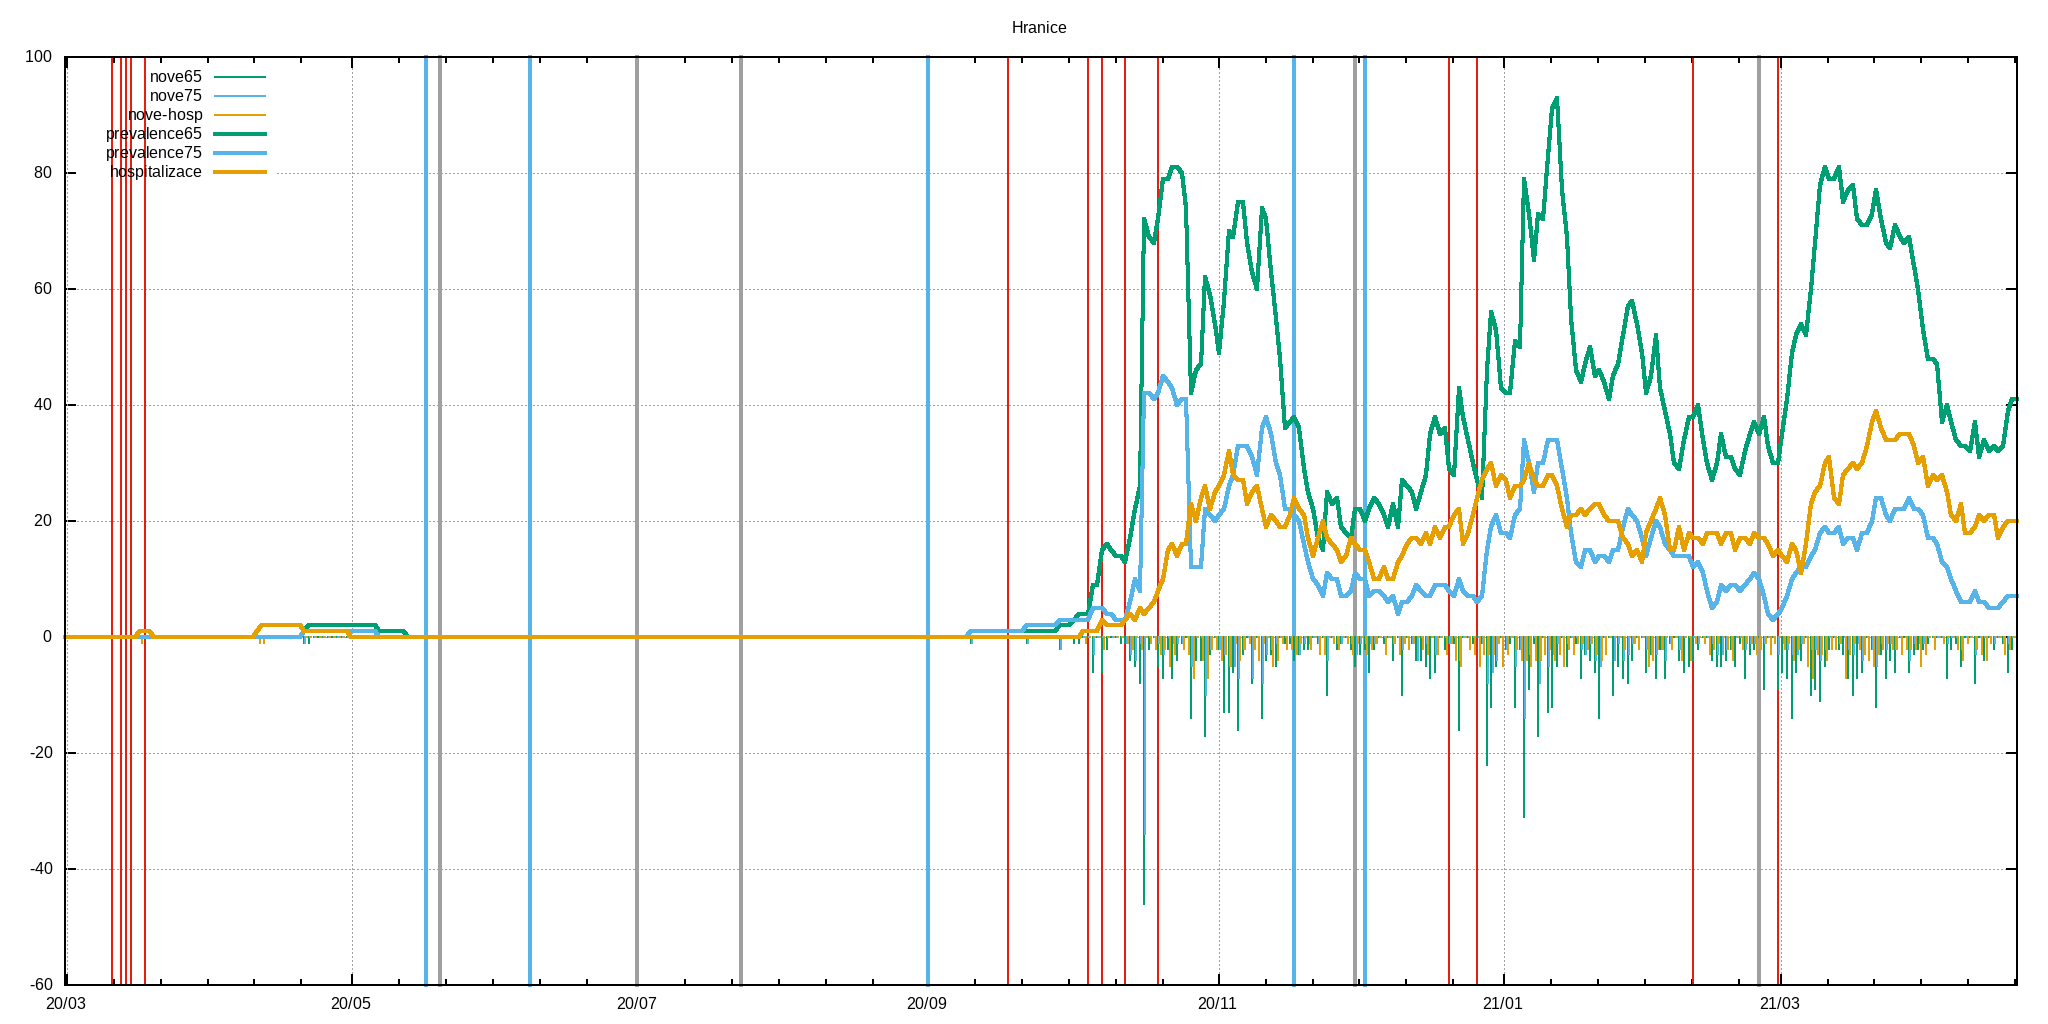 Hranice
100
80
60
40
20
0
-20
-40
-60
nove65
nove75
nove-hosp
prevalence65
prevalence75
hospitalizace
20/03 20/05 20/07 20/09 20/11 21/01 21/03